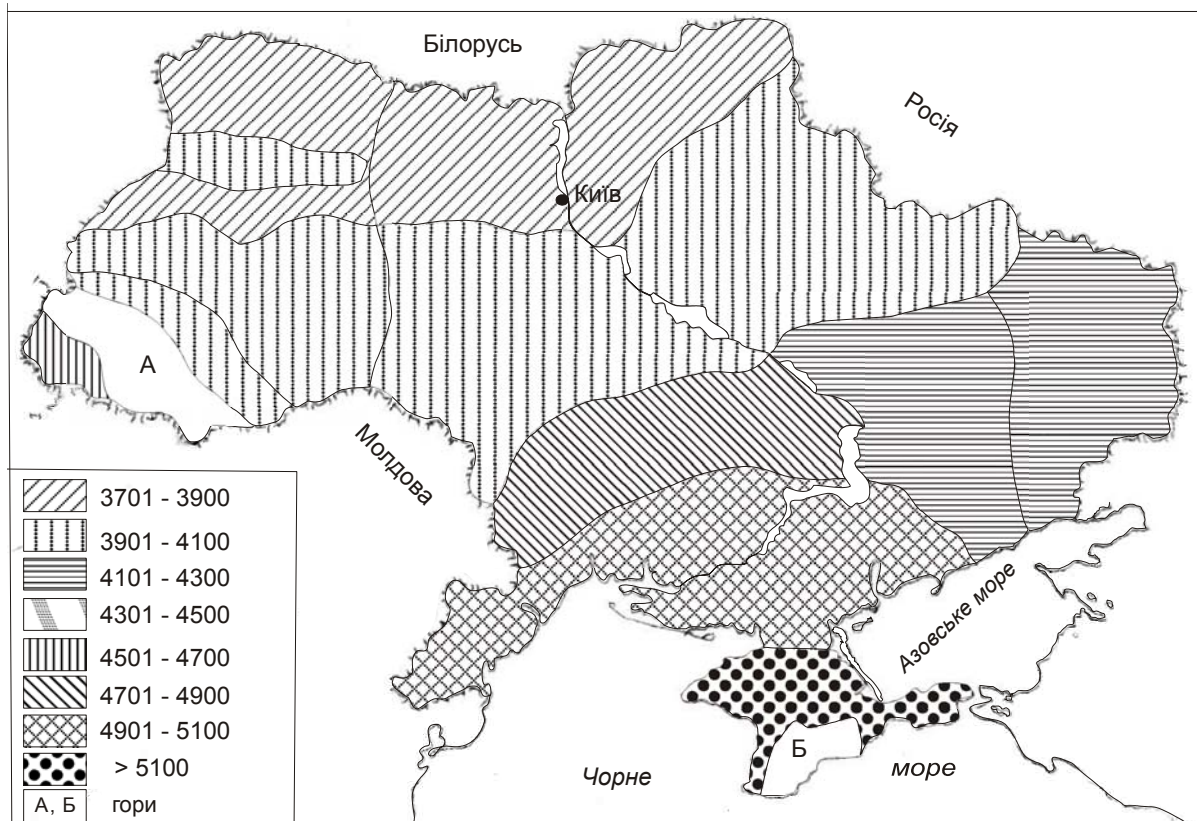 Білорусь
Росія
Київ
А
Молдова
Азовське море
Б
Чорне
море
3701 - 3900
3901 - 4100
4101 - 4300
4301 - 4500
4501 - 4700
4701 - 4900
4901 - 5100
> 5100
А, Б гори